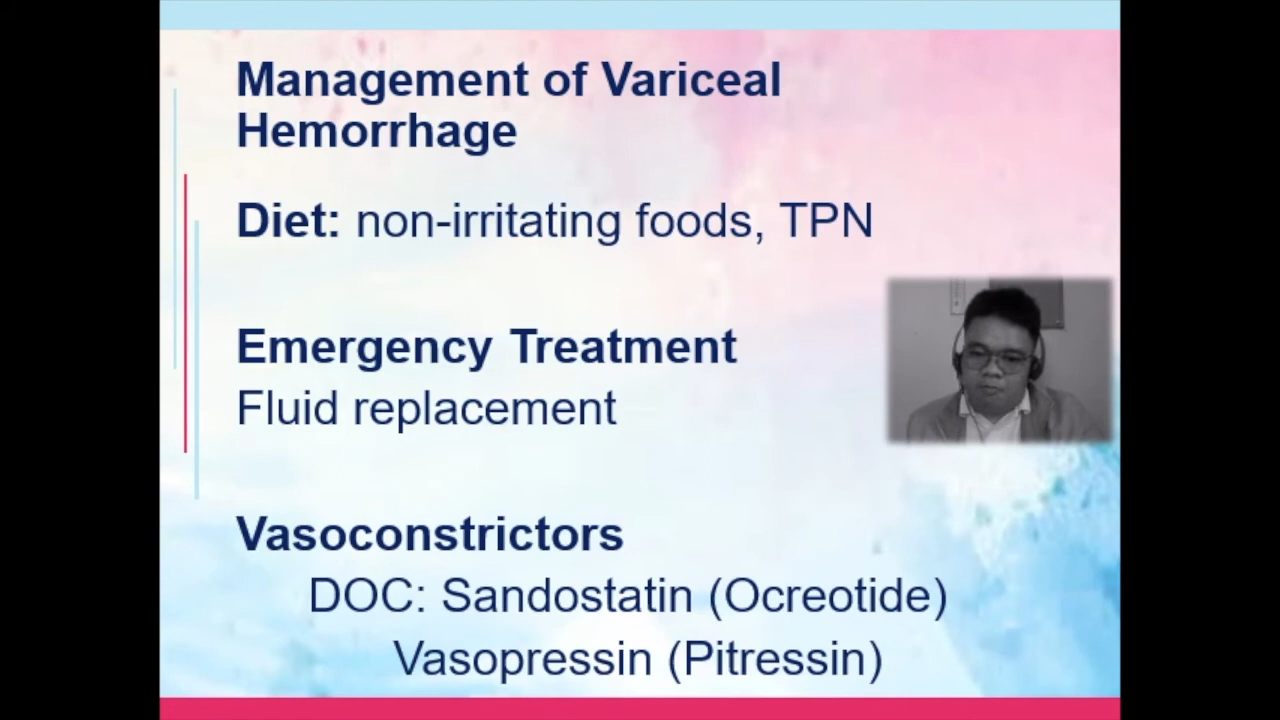 Management of Variceal
Hemorrhage
Diet: non-irritating foods, TPN
Emergency Treatment
Fluid replacement
Vasoconstrictors
DOC: Sandostatin (Ocreotide)
Vasopressin (Pitressin)